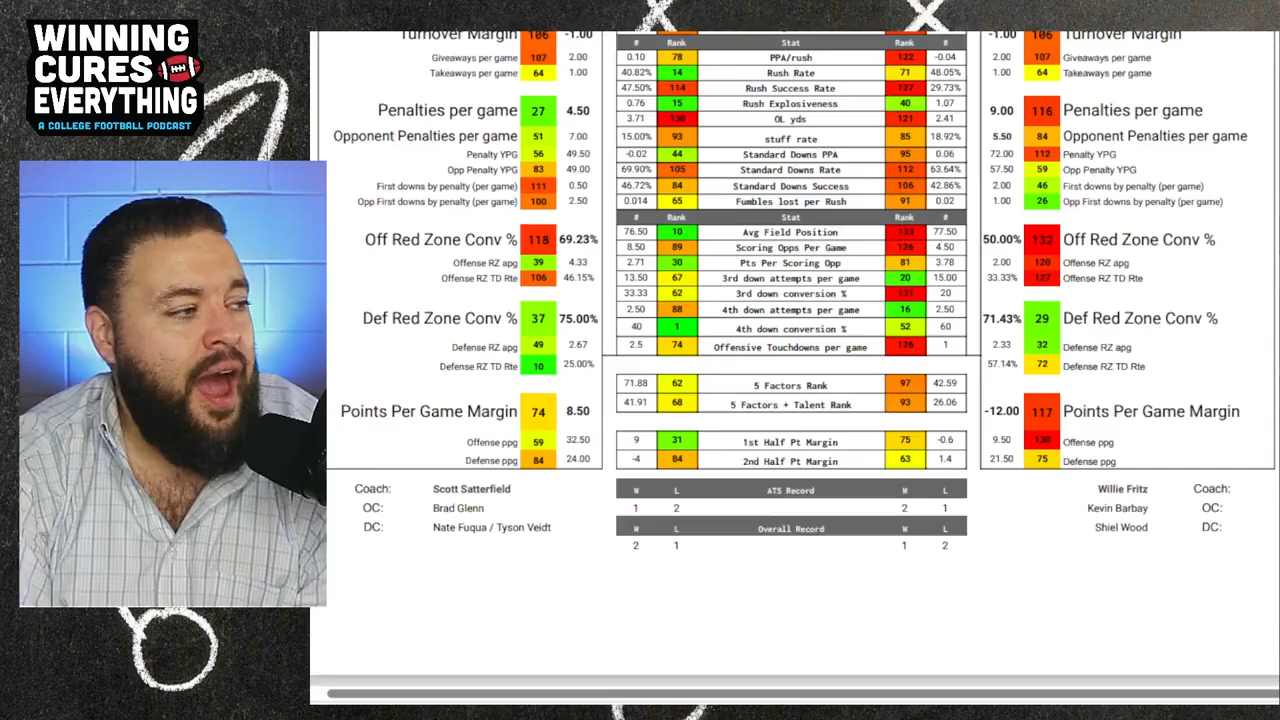 WINNING
CURES
EVERYTHING
A COLLEGE FOOTBALL PODCAST
Turnover Margin 106 -1.00
Giveaways per game 107 2.00
Takeaways per game 64 1.00
Penalties per game 27 4.50
Opponent Penalties per game 51 7.00
Penalty YPG 56 49.50
Opp Penalty YPG 83 49.00
First downs by penalty (per game) 111 0.50
Opp First downs by penalty (per game) 100 2.50
Off Red Zone Conv % 118 69.23%
Offense RZ apg 39 4.33
Offense RZ TD Rte 106 46.15%
Def Red Zone Conv % 37 75.00%
Defense RZ apg 49 2.67
Defense RZ TD Rte 10 25.00%
Points Per Game Margin 74 8.50
Offense ppg 59 32.50
Defense ppg 84 24.00
Coach: Scott Satterfield
OC: Brad Glenn
DC: Nate Fuqua / Tyson Veidt
# Rank Stat Rank #
0.10 78 PPA/rush 122 -0.04
40.82% 14 Rush Rate 71 48.05%
47.50% 114 Rush Success Rate 127 29.73%
0.76 15 Rush Explosiveness 40 1.07
3.71 130 OL yds 121 2.41
15.00% 93 stuff rate 85 18.92%
-0.02 44 Standard Downs PPA 95 0.06
69.90% 105 Standard Downs Rate 112 63.64%
46.72% 84 Standard Downs Success 106 42.86%
0.014 65 Fumbles lost per Rush 91 0.02
# Rank Stat Rank #
76.50 10 Avg Field Position 133 77.50
8.50 89 Scoring Opps Per Game 126 4.50
2.71 30 Pts Per Scoring Opp 81 3.78
13.50 67 3rd down attempts per game 20 15.00
33.33 62 3rd down conversion % 131 20
2.50 88 4th down attempts per game 16 2.50
40 1 4th down conversion % 52 60
2.5 74 Offensive Touchdowns per game 126 1
71.88 62 5 Factors Rank 97 42.59
41.91 68 5 Factors + Talent Rank 93 26.06
9 31 1st Half Pt Margin 75 -0.6
-4 84 2nd Half Pt Margin 63 1.4
W L ATS Record W L
1 2 2 1
W L Overall Record W L
2 1 1 2
-1.00 106 Turnover Margin
2.00 107 Giveaways per game
1.00 64 Takeaways per game
9.00 116 Penalties per game
5.50 84 Opponent Penalties per game
72.00 112 Penalty YPG
57.50 59 Opp Penalty YPG
2.00 46 First downs by penalty (per game)
1.00 26 Opp First downs by penalty (per game)
50.00% 132 Off Red Zone Conv %
2.00 120 Offense RZ apg
33.33% 127 Offense RZ TD Rte
71.43% 29 Def Red Zone Conv %
2.33 32 Defense RZ apg
57.14% 72 Defense RZ TD Rte
-12.00 117 Points Per Game Margin
9.50 130 Offense ppg
21.50 75 Defense ppg
Willie Fritz Coach:
Kevin Barbay OC:
Shiel Wood DC: